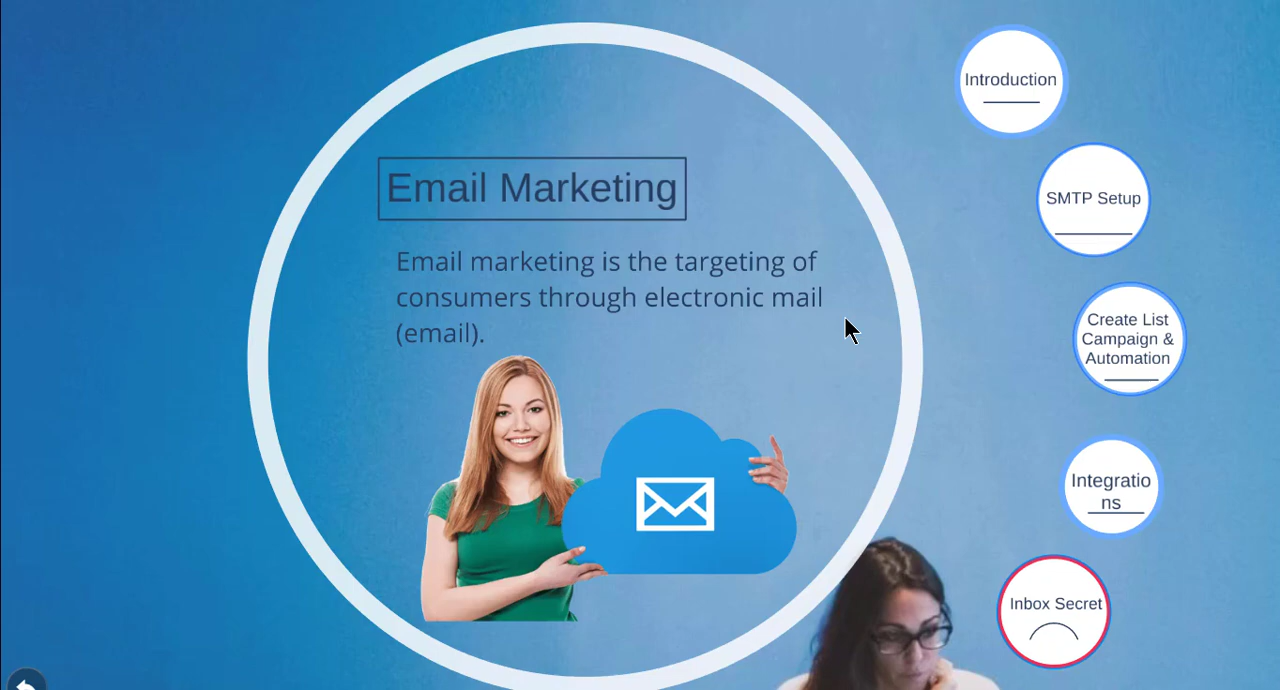 Email Marketing
Email marketing is the targeting of
consumers through electronic mail
(email).
Introduction
SMTP Setup
Create List
Campaign &
Automation
Integratio
ns
Inbox Secret